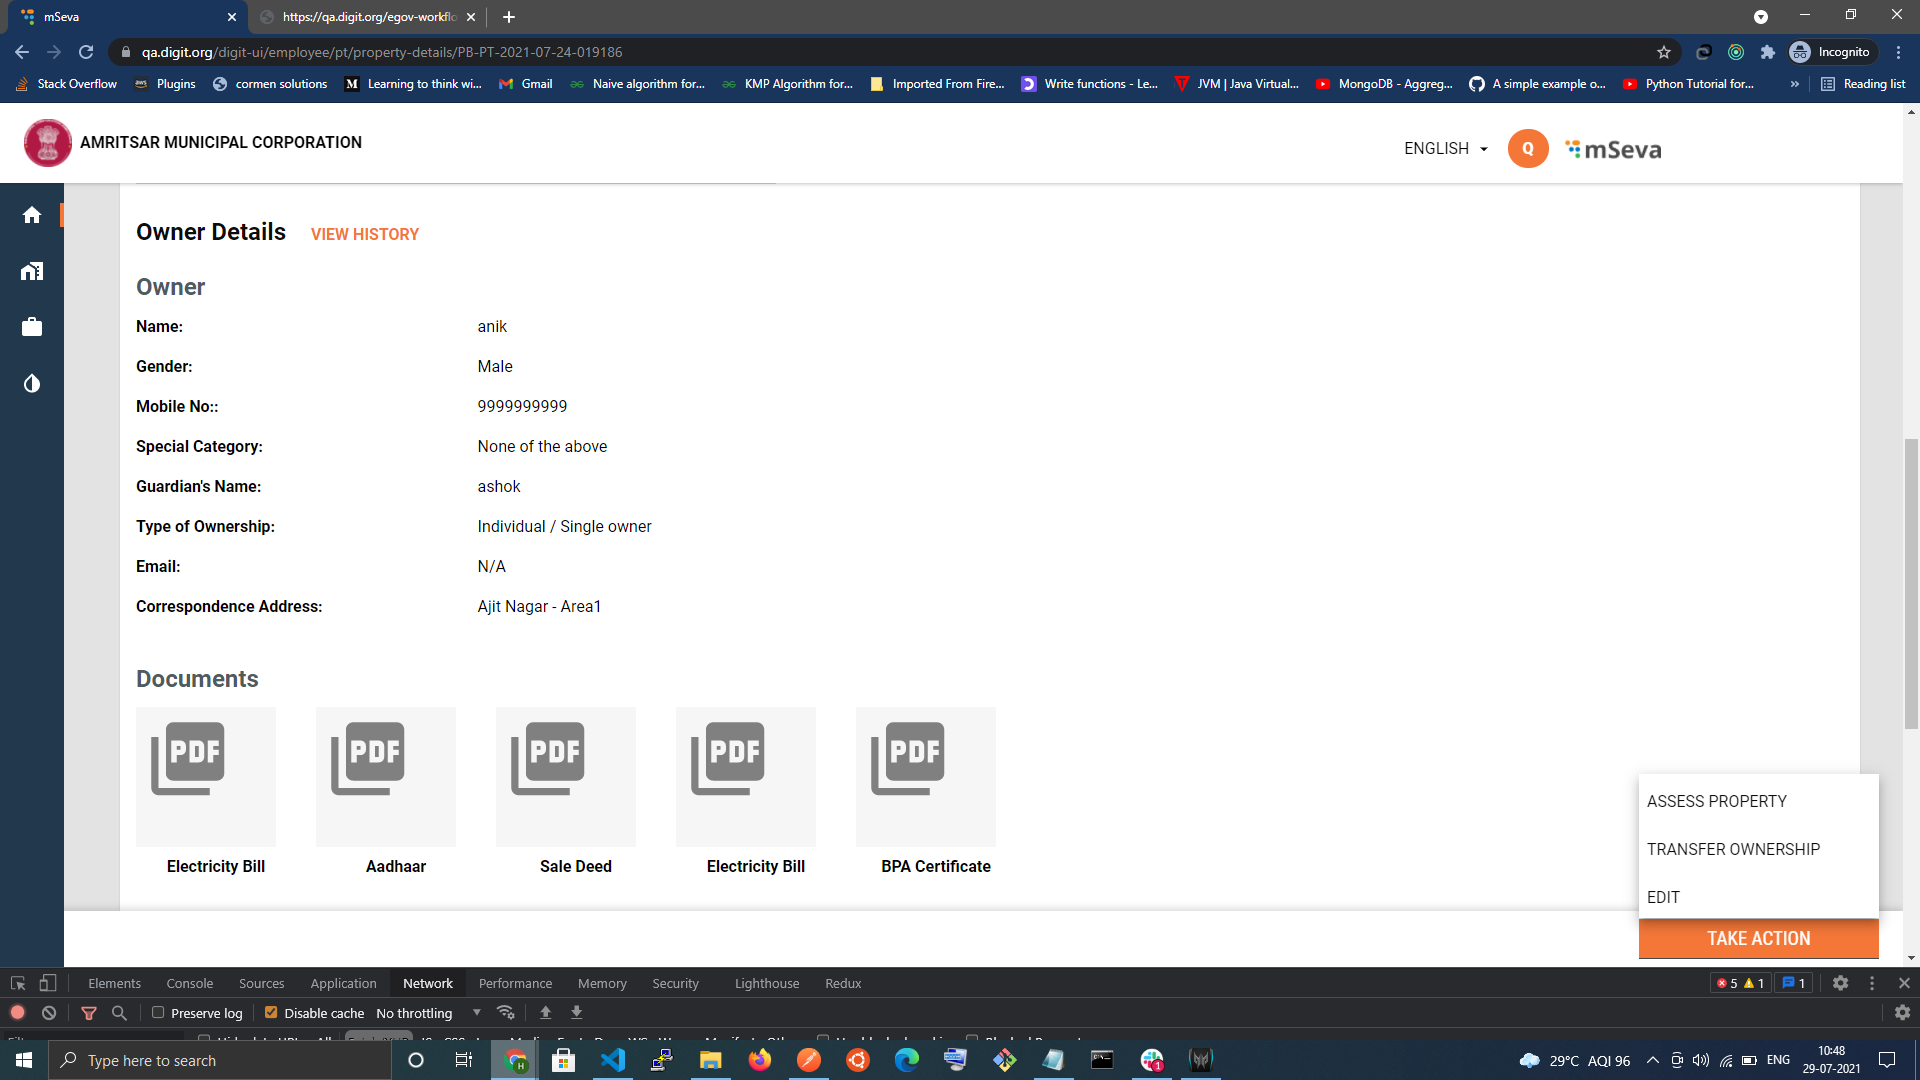 mSeva
https://qa.digit.org/egov-workflo
qa.digit.org/digit-ui/employee/pt/property-details/PB-PT-2021-07-24-019186
Incognito
Stack Overflow
Plugins
cormen solutions
Learning to think wi...
Gmail
Naive algorithm for...
KMP Algorithm for...
Imported From Fire...
Write functions - Le...
JVM | Java Virtual...
MongoDB - Aggreg...
A simple example o...
Python Tutorial for...
»
Reading list
AMRITSAR MUNICIPAL CORPORATION
ENGLISH
Q
mSeva
Owner Details VIEW HISTORY
Owner
Name: anik
Gender: Male
Mobile No:: 9999999999
Special Category: None of the above
Guardian's Name: ashok
Type of Ownership: Individual / Single owner
Email: N/A
Correspondence Address: Ajit Nagar - Area1
Documents
PDF PDF PDF PDF PDF
Electricity Bill Aadhaar Sale Deed Electricity Bill BPA Certificate
ASSESS PROPERTY
TRANSFER OWNERSHIP
EDIT
TAKE ACTION
Elements Console Sources Application Network Performance Memory Security Lighthouse Redux 5 1 1
Preserve log Disable cache No throttling
Type here to search
29°C AQI 96
ENG
10:48
29-07-2021